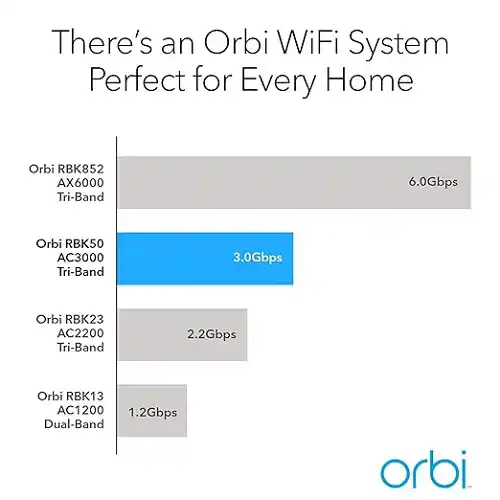 There's an Orbi WiFi System
Perfect for Every Home
Orbi RBK852
AX6000
Tri-Band
6.0Gbps
Orbi RBK50
AC3000
Tri-Band
3.0Gbps
Orbi RBK23
AC2200
Tri-Band
2.2Gbps
Orbi RBK13
AC1200
Dual-Band
1.2Gbps
orbi